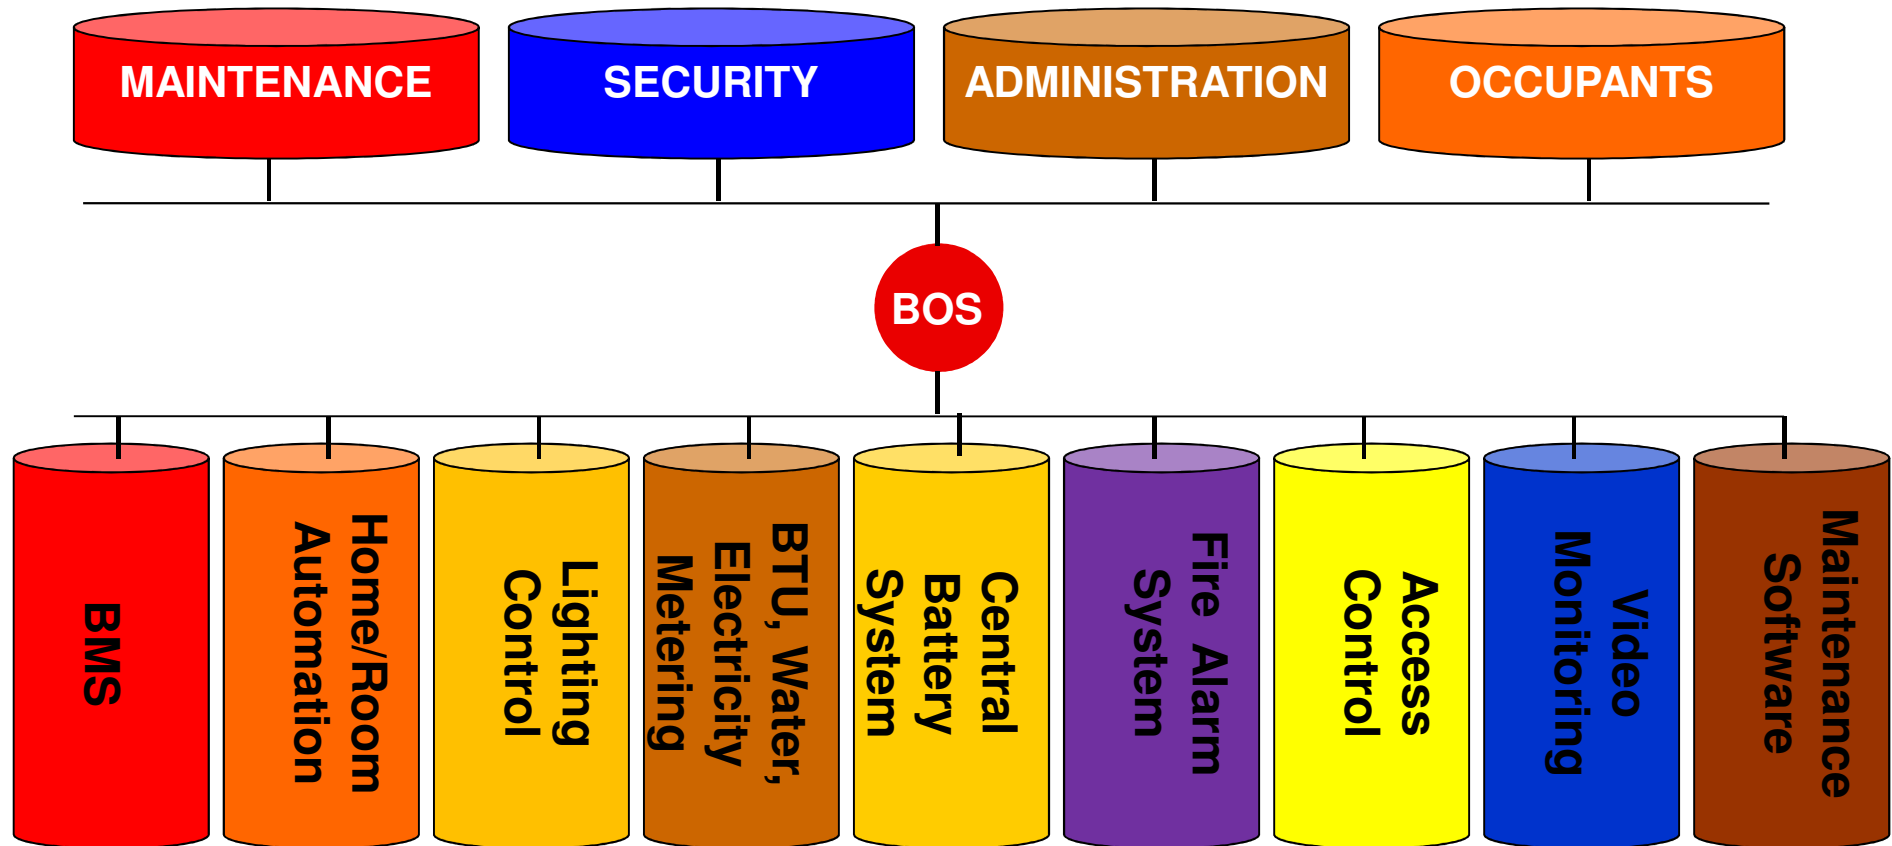 MAINTENANCE
SECURITY
ADMINISTRATION
OCCUPANTS
BOS
BMS
Home/Room
Automation
Lighting
Control
BTU, Water,
Electricity
Metering
Central
Battery
System
Fire Alarm
System
Access
Control
Video
Monitoring
Maintenance
Software